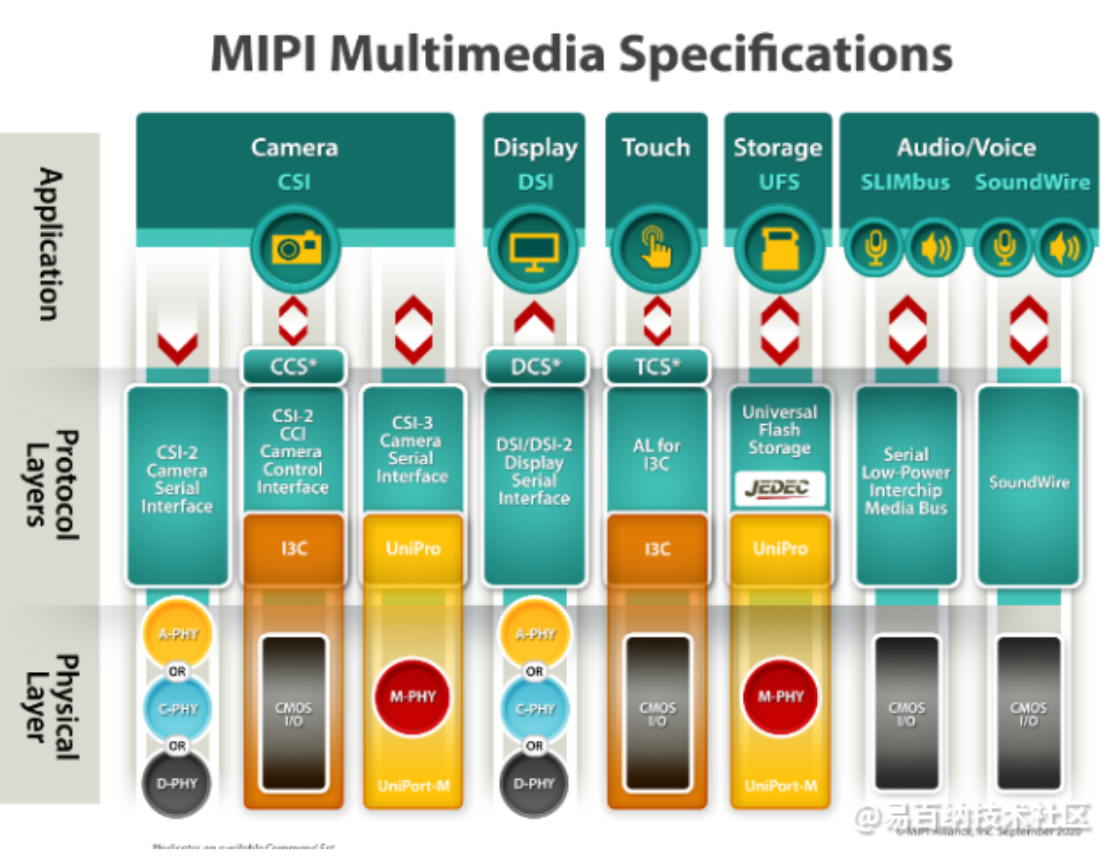 MIPI Multimedia Specifications
Application
Camera
CSI
Display
DSI
Touch
Storage
UFS
Audio/Voice
SLIMbus SoundWire
CCS*
DCS*
TCS*
Protocol
Layers
CSI-2
Camera
Serial
Interface
CSI-2
CCI
Camera
Control
Interface
I3C
CSI-3
Camera
Serial
Interface
UniPro
DSI/DSI-2
Display
Serial
Interface
AL for
I3C
I3C
Universal
Flash
Storage
JEDEC
UniPro
Serial
Low-Power
Interchip
Media Bus
SoundWire
Physical
Layer
A-PHY
OR
C-PHY
OR
D-PHY
CMOS
I/O
M-PHY
UniPort-M
A-PHY
OR
C-PHY
OR
D-PHY
CMOS
I/O
M-PHY
UniPort-M
CMOS
I/O
CMOS
I/O
@易百纳技术社区
© MIPI Alliance, Inc. September 2020